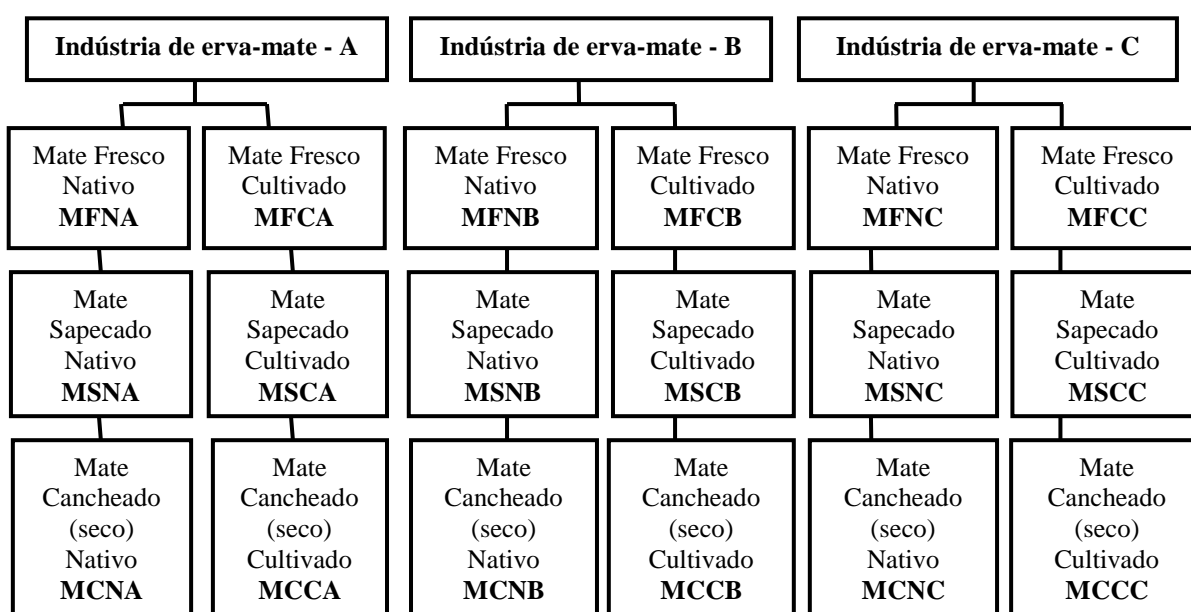 Indústria de erva-mate - A
Indústria de erva-mate - B
Indústria de erva-mate - C
Mate Fresco
Nativo
MFNA
Mate Fresco
Cultivado
MFCA
Mate Fresco
Nativo
MFNB
Mate Fresco
Cultivado
MFCB
Mate Fresco
Nativo
MFNC
Mate Fresco
Cultivado
MFCC
Mate
Sapecado
Nativo
MSNA
Mate
Sapecado
Cultivado
MSCA
Mate
Sapecado
Nativo
MSNB
Mate
Sapecado
Cultivado
MSCB
Mate
Sapecado
Nativo
MSNC
Mate
Sapecado
Cultivado
MSCC
Mate
Cancheado
(seco)
Nativo
MCNA
Mate
Cancheado
(seco)
Cultivado
MCCA
Mate
Cancheado
(seco)
Nativo
MCNB
Mate
Cancheado
(seco)
Cultivado
MCCB
Mate
Cancheado
(seco)
Nativo
MCNC
Mate
Cancheado
(seco)
Cultivado
MCCC